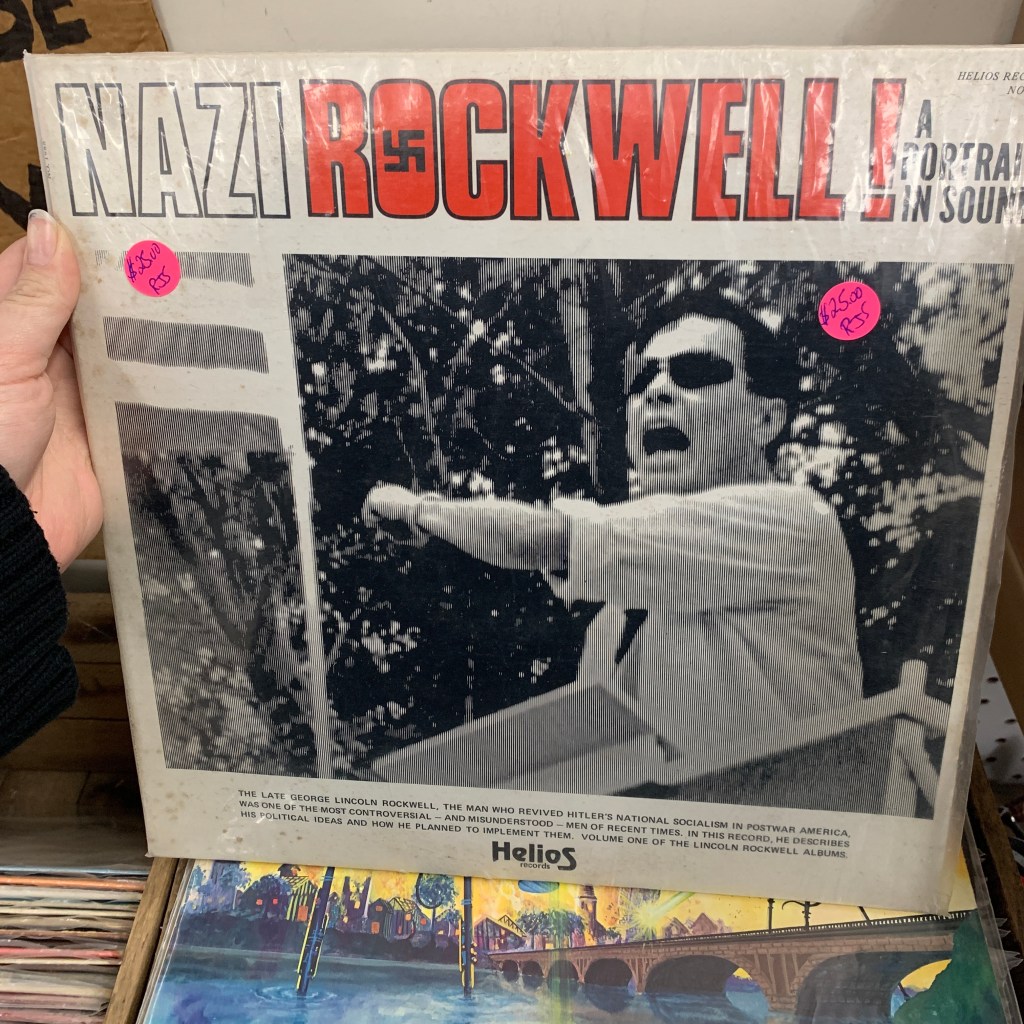 DE
NAZI ROCKWELL!
A
PORTRAI
IN SOUN
HELIOS REC
NO
$25.00
RJS
$25.00
RJS
THE LATE GEORGE LINCOLN ROCKWELL, THE MAN WHO REVIVED HITLER'S NATIONAL SOCIALISM IN POSTWAR AMERICA,
WAS ONE OF THE MOST CONTROVERSIAL – AND MISUNDERSTOOD – MEN OF RECENT TIMES. IN THIS RECORD, HE DESCRIBES
HIS POLITICAL IDEAS AND HOW HE PLANNED TO IMPLEMENT THEM. VOLUME ONE OF THE LINCOLN ROCKWELL ALBUMS.
Helios
records